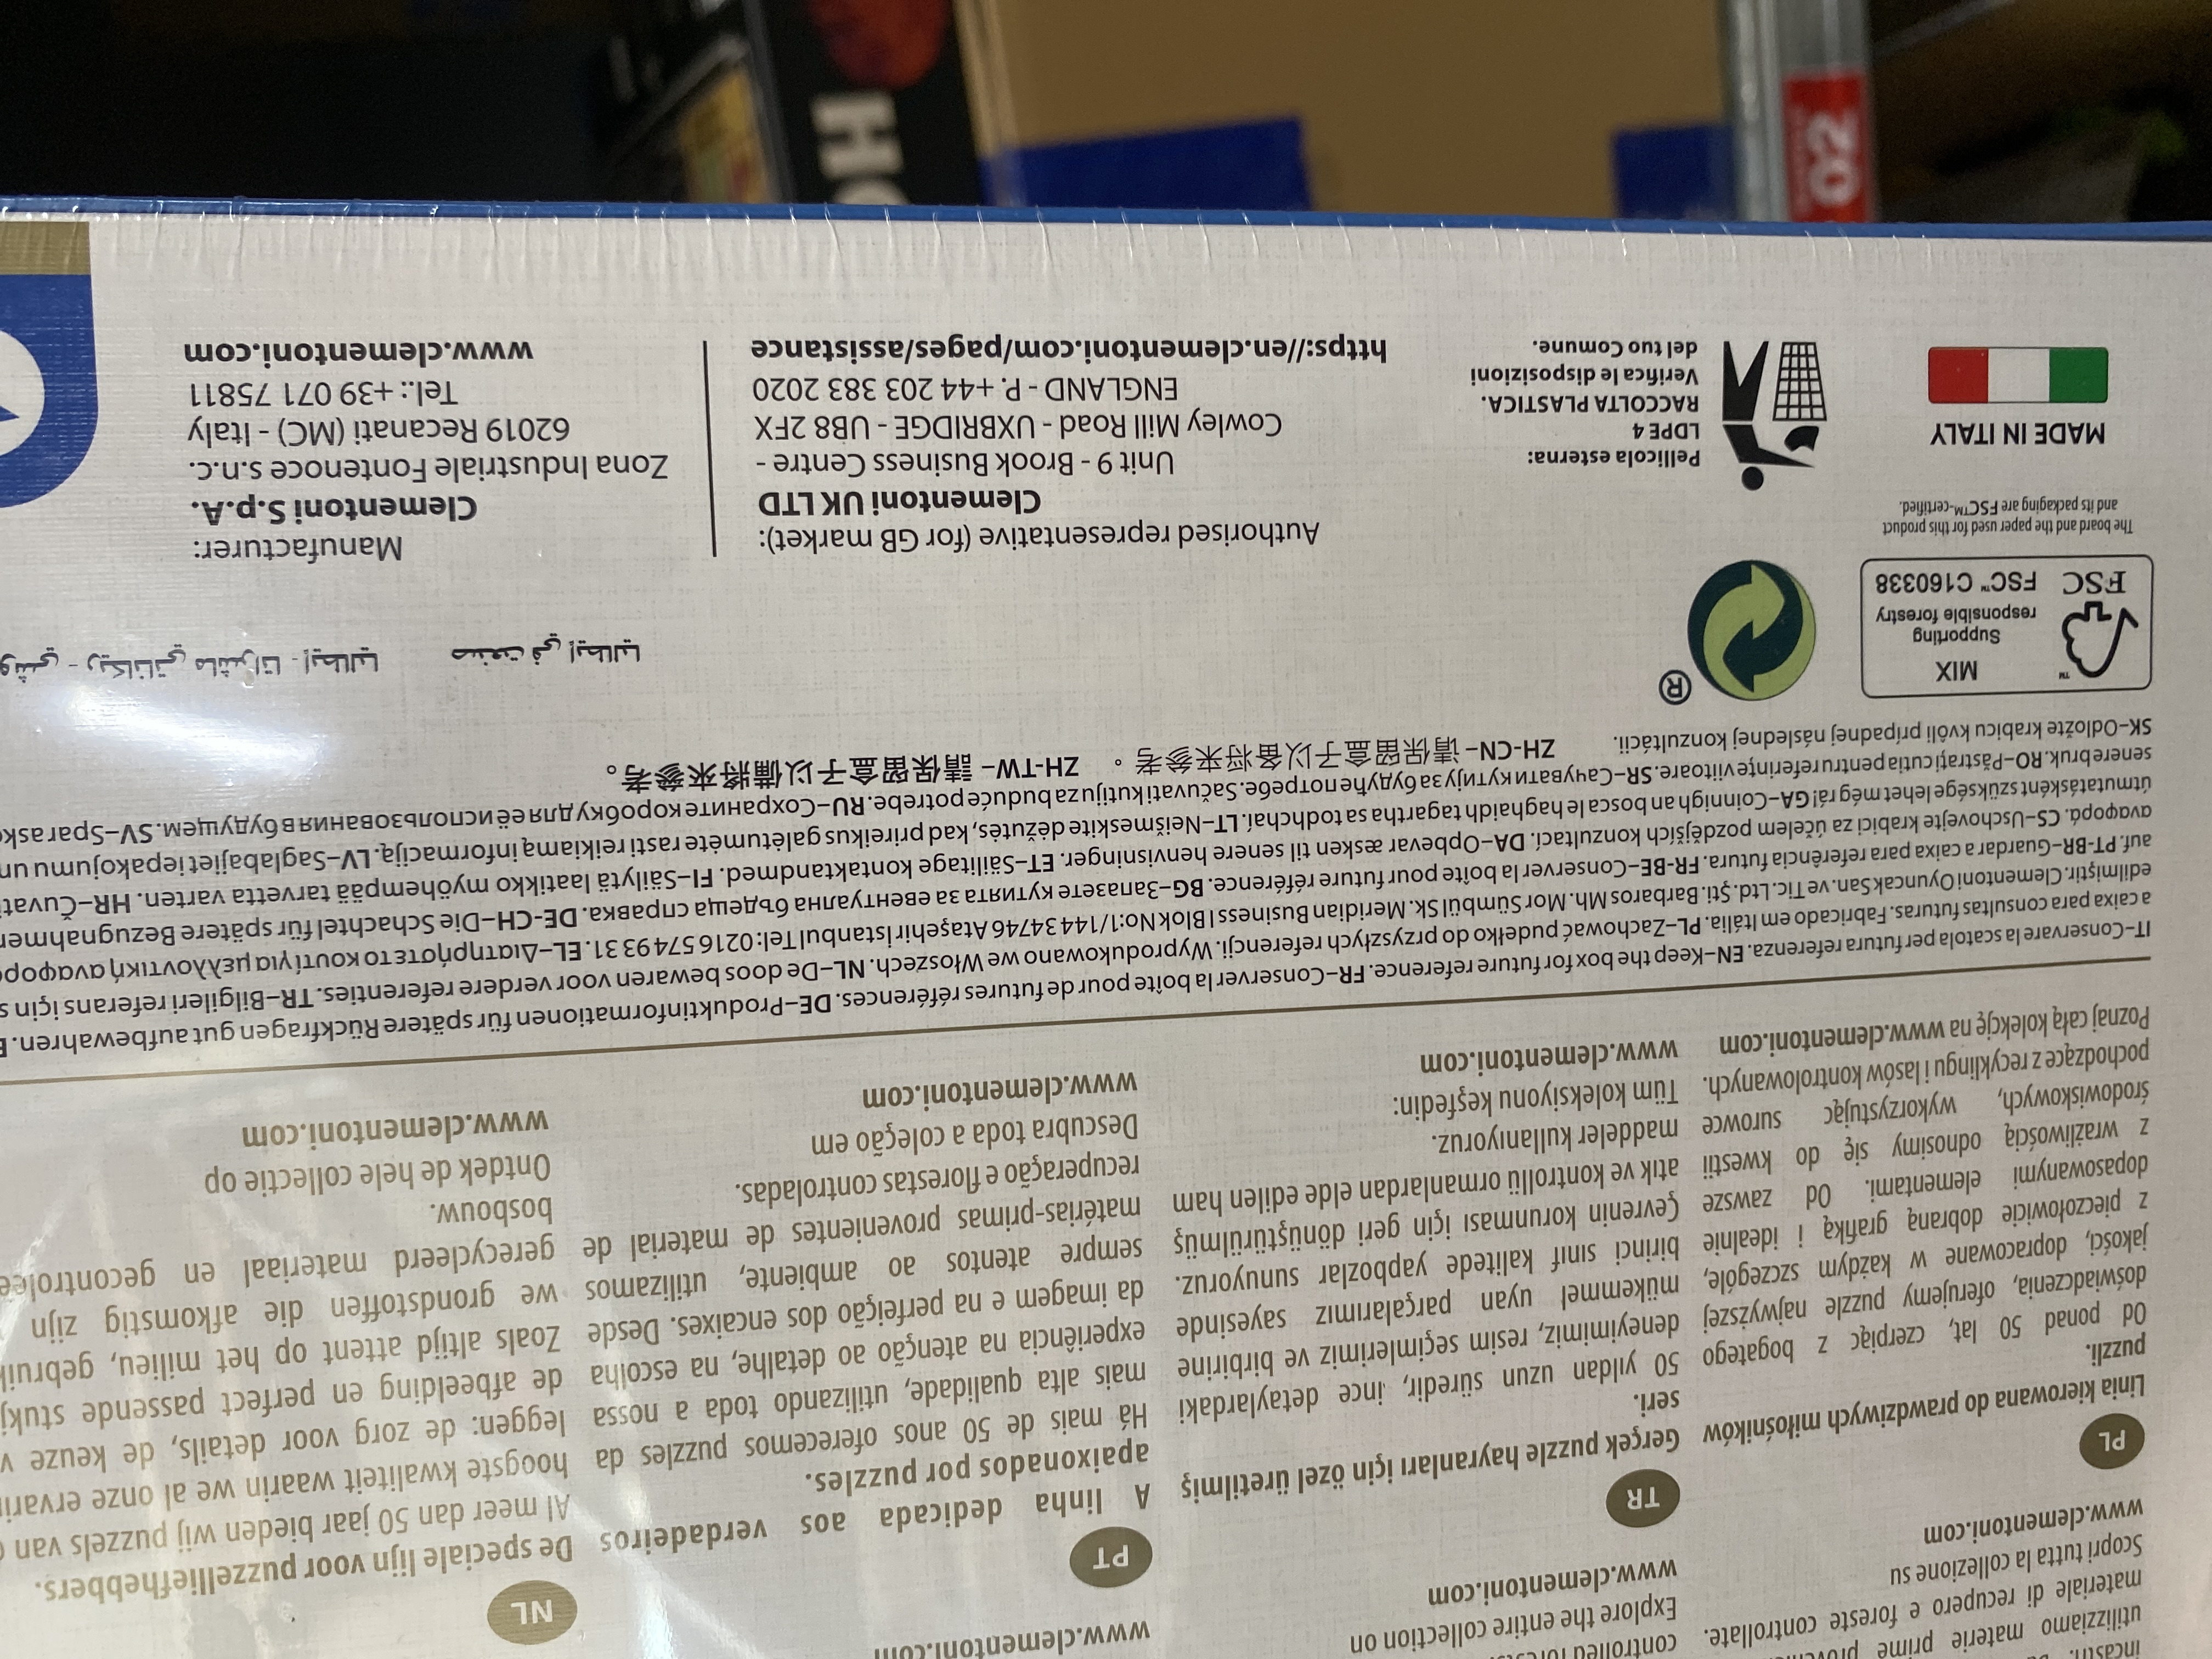 incastri.
utilizziamo materie prime
materiale di recupero e foreste controllate.
Scopri tutta la collezione su
www.clementoni.com
PL
Linia kierowana do prawdziwych miłośników
puzzli.
Od ponad 50 lat, czerpiąc z bogatego
doświadczenia, oferujemy puzzle najwyższej
jakości, dopracowane w każdym szczególe,
z pieczołowicie dobraną grafiką i idealnie
dopasowanymi elementami. Od zawsze
z wrażliwością odnosimy się do kwestii
środowiskowych, wykorzystując surowce
pochodzące z recyklingu i lasów kontrolowanych.
Poznaj całą kolekcję na www.clementoni.com
controlled
Explore the entire collection on
www.clementoni.com
TR
Gerçek puzzle hayranları için özel üretilmiş
seri.
50 yıldan uzun süredir, ince detaylardaki
deneyimimiz, resim seçimlerimiz ve birbirine
mükemmel uyan parçalarımız sayesinde
birinci sınıf kalitede yapbozlar sunuyoruz.
Çevrenin korunması için geri dönüştürülmüş
atık ve kontrollü ormanlardan elde edilen ham
maddeler kullanıyoruz.
Tüm koleksiyonu keşfedin:
www.clementoni.com
www.clementoni.com
PT
A linha dedicada aos verdadeiros
apaixonados por puzzles.
Há mais de 50 anos oferecemos puzzles da
mais alta qualidade, utilizando toda a nossa
experiência na atenção ao detalhe, na escolha
da imagem e na perfeição dos encaixes. Desde
sempre atentos ao ambiente, utilizamos
matérias-primas provenientes de material de
recuperação e florestas controladas.
Descubra toda a coleção em
www.clementoni.com
NL
De speciale lijn voor puzzelliefhebbers.
Al meer dan 50 jaar bieden wij puzzels van
hoogste kwaliteit waarin we al onze
leggen: de zorg voor details, de keuze
de afbeelding en perfect passende
Zoals altijd attent op het milieu,
we grondstoffen die afkomstig zijn
gerecycleerd materiaal en
bosbouw.
Ontdek de hele collectie op
www.clementoni.com
IT–Conservare la scatola per futura referenza. EN–Keep the box for future reference. FR–Conserver la boîte pour de futures références. DE–Produktinformationen für spätere Rückfragen gut aufbewahren.
a caixa para consultas futuras. Fabricado em Itália. PL–Zachować pudełko do przyszłych referencji. Wyprodukowano we Włoszech. NL–De doos bewaren voor verdere referenties. TR–Bilgileri referans için
edilmiştir. Clementoni Oyuncak San. ve Tic. Ltd. Şti. Barbaros Mh. Mor Sümbül Sk. Meridian Business I Blok No:1/144 34746 Ataşehir İstanbul Tel: 0216 574 93 31. EL–Διατηρήστε το κουτί για μελλοντική
αναφορά. CS–Uschovejte krabici za účelem pozdějších konzultací. DA–Opbevar æsken til senere henvisninger. ET–Säilitage kontaktandmed. FI–Säilytä laatikko myöhempää tarvetta varten. HR–
auf. PT-BR–Guardar a caixa para referência futura. FR-BE–Conserver la boîte pour future référence. BG–Запазете кутията за евентуална бъдеща справка. DE-CH–Die Schachtel für spätere
útmutatásként szüksége lehet még rá! GA–Coinnigh an bosca le haghaidh tagartha sa todhchaí. LT–Neišmeskite dėžutės, kad prireikus galėtumėte rasti reikiamą informaciją. LV–Saglabājiet iepakojumu
senere bruk. RO–Păstrați cutia pentru referințe viitoare. SR–Сачувати кутију за будуће потребе. Sačuvati kutiju za buduće potrebe. RU–Сохраните коробку для её использования в будущем. SV–Spara
SK–Odložte krabicu kvôli prípadnej následnej konzultácii. ZH-CN–请保留盒子以备将来参考。 ZH-TW–請保留盒子以備將來參考。
MIX
Supporting
responsible forestry
FSC FSC™ C160338
The board and the paper used for this product
and its packaging are FSC™-certified.
®
صنعت في إيطاليا
MADE IN ITALY
Pellicola esterna:
LDPE 4
RACCOLTA PLASTICA.
Verifica le disposizioni
del tuo Comune.
Authorised representative (for GB market):
Clementoni UK LTD
Unit 9 - Brook Business Centre -
Cowley Mill Road - UXBRIDGE - UB8 2FX
ENGLAND - P. +44 203 383 2020
https://en.clementoni.com/pages/assistance
Manufacturer:
Clementoni S.p.A.
Zona Industriale Fontenoce s.n.c.
62019 Recanati (MC) - Italy
Tel.: +39 071 75811
www.clementoni.com
02